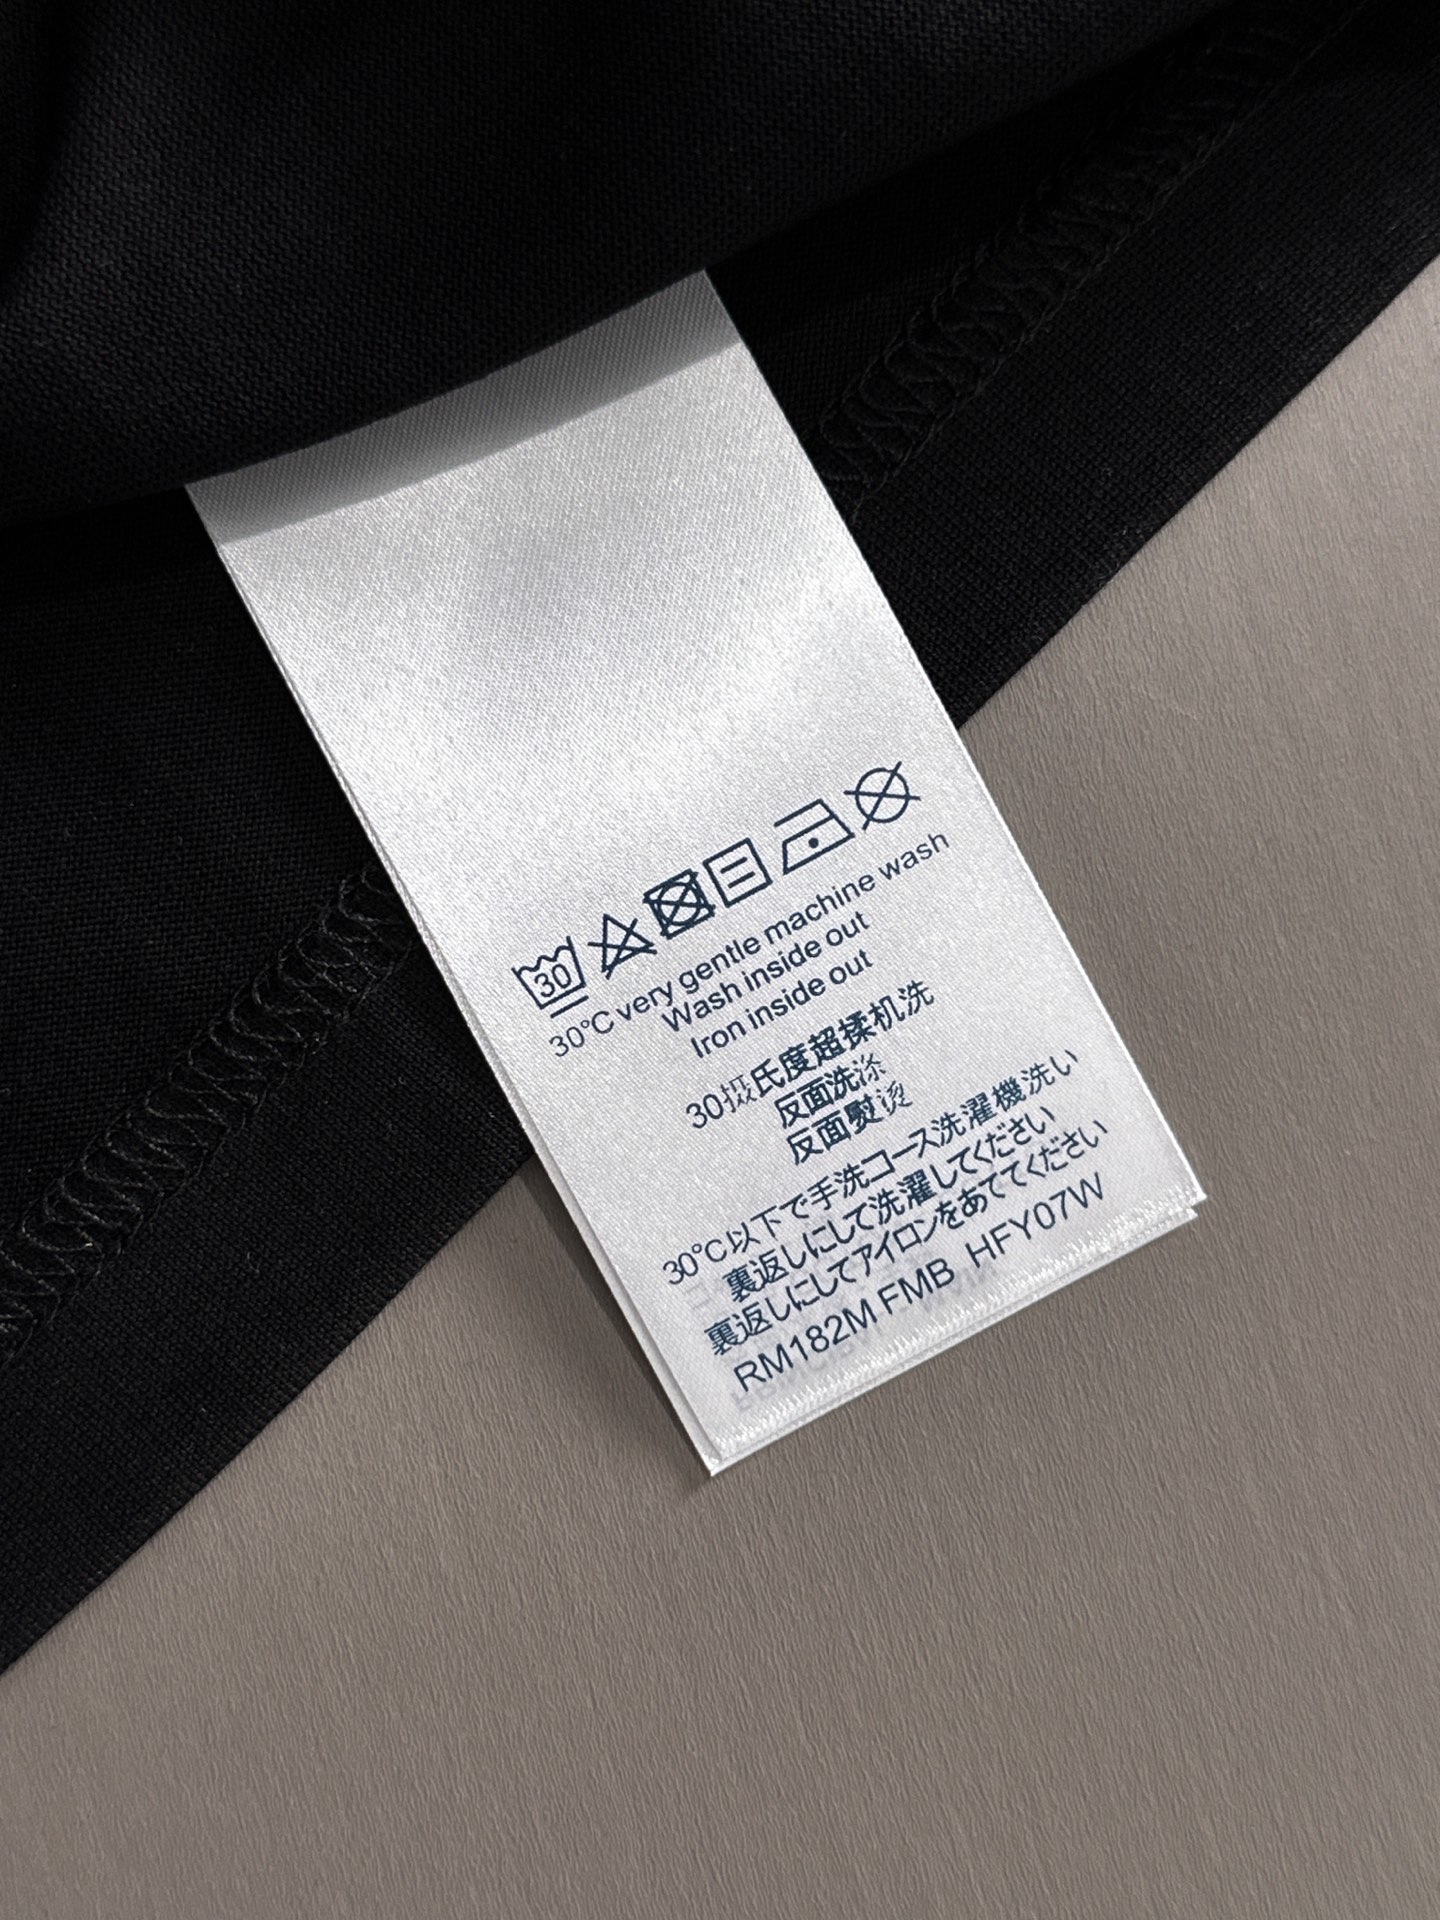 30
30°C very gentle machine wash
Wash inside out
Iron inside out
30摄氏度超揉机洗
反面洗涤
反面熨烫
30°C以下で手洗コース洗濯機洗い
裏返しにして洗濯してください
裏返しにしてアイロンをあててください
RM182M FMB HFY07W